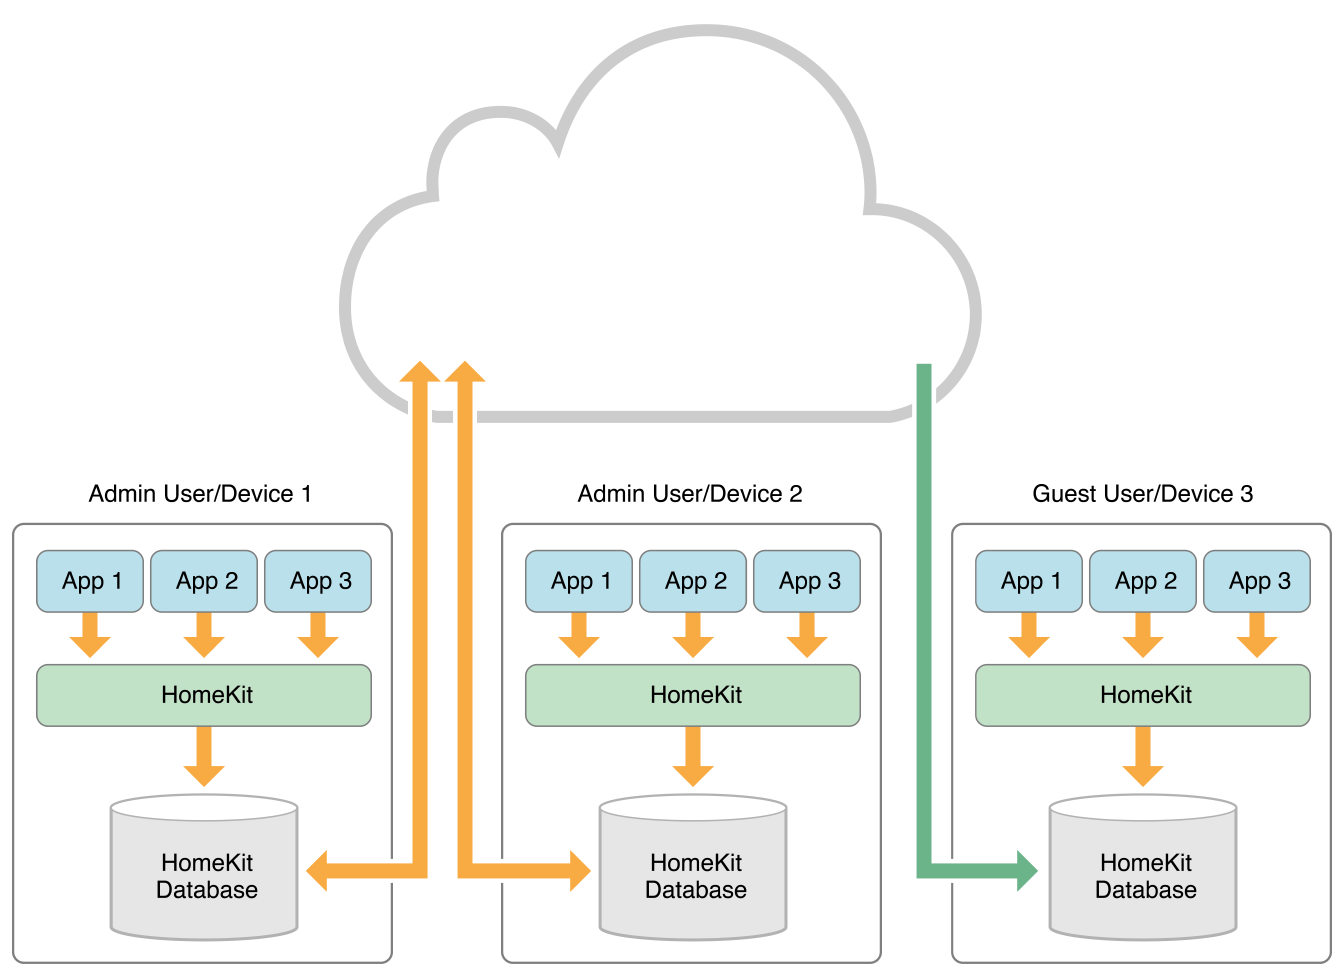 Admin User/Device 1
Admin User/Device 2
Guest User/Device 3
App 1
App 2
App 3
App 1
App 2
App 3
App 1
App 2
App 3
HomeKit
HomeKit
HomeKit
HomeKit
Database
HomeKit
Database
HomeKit
Database